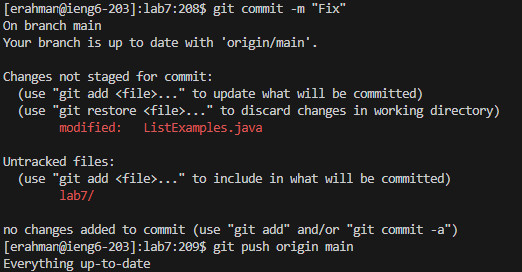 [erahman@ieng6-203]:lab7:208$ git commit -m "Fix"
On branch main
Your branch is up to date with 'origin/main'.

Changes not staged for commit:
  (use "git add <file>..." to update what will be committed)
  (use "git restore <file>..." to discard changes in working directory)
        modified:   ListExamples.java

Untracked files:
  (use "git add <file>..." to include in what will be committed)
        lab7/

no changes added to commit (use "git add" and/or "git commit -a")
[erahman@ieng6-203]:lab7:209$ git push origin main
Everything up-to-date